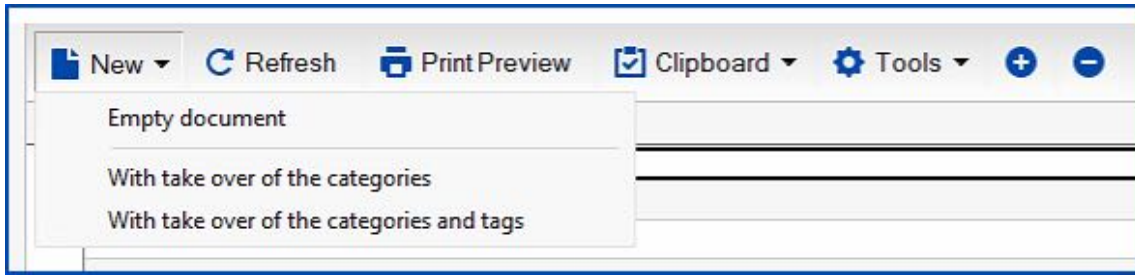 New Refresh Print Preview Clipboard Tools
Empty document
With take over of the categories
With take over of the categories and tags